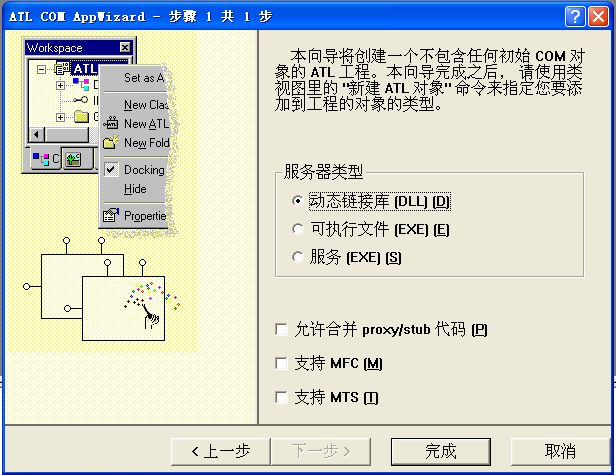 ATL COM AppWizard - 步骤 1 共 1 步
Workspace
ATL
Set as A
New Clas
New ATL
New Fold
Docking
Hide
Propertie
本向导将创建一个不包含任何初始 COM 对
象的 ATL 工程。本向导完成之后，请使用类
视图里的 "新建 ATL 对象" 命令来指定您要添
加到工程的对象的类型。
服务器类型
动态链接库 (DLL) (D)
可执行文件 (EXE) (E)
服务 (EXE) (S)
允许合并 proxy/stub 代码 (P)
支持 MFC (M)
支持 MTS (T)
< 上一步
下一步 >
完成
取消